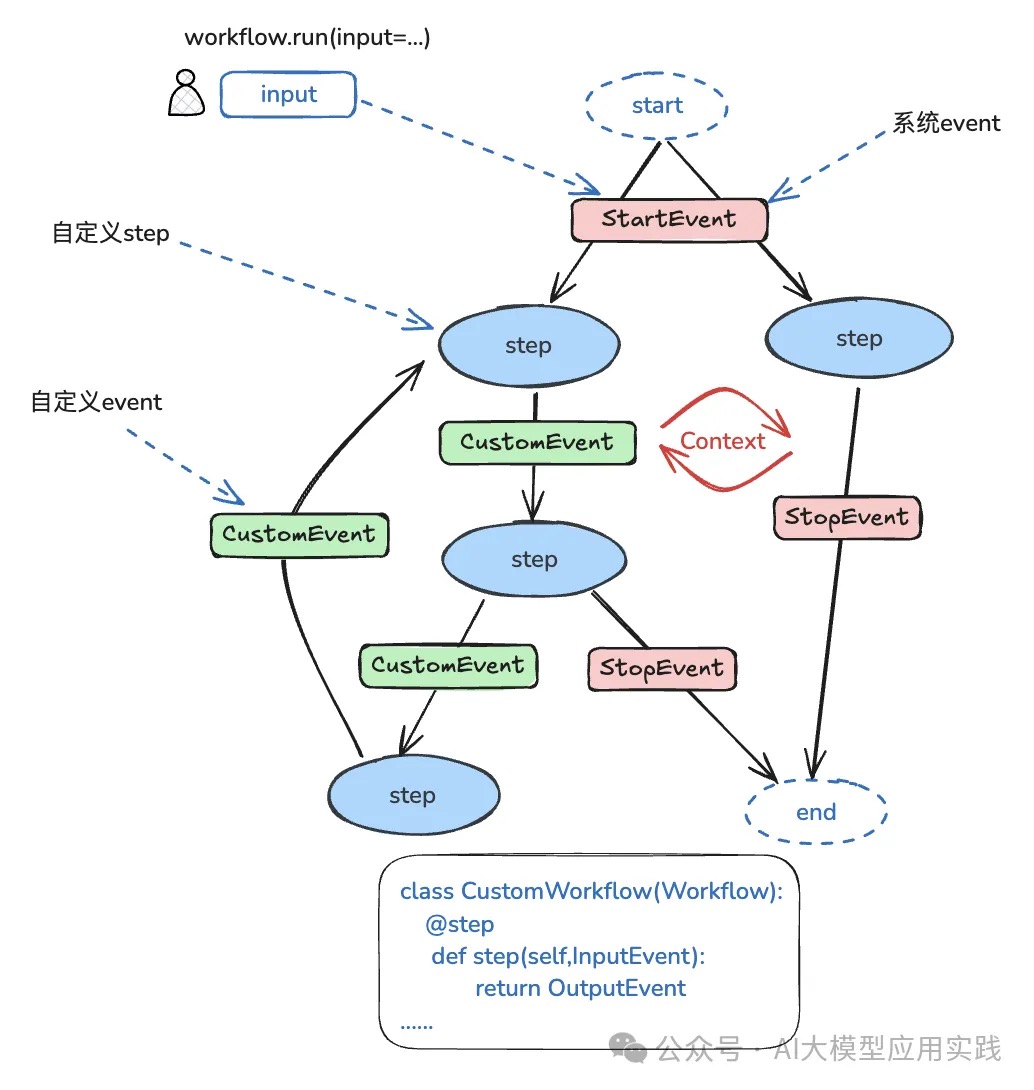 workflow.run(input=...)
input
start
系统event
StartEvent
自定义step
step
step
自定义event
CustomEvent
Context
CustomEvent
StopEvent
step
CustomEvent
StopEvent
step
end
class CustomWorkflow(Workflow):
@step
def step(self,InputEvent):
return OutputEvent
......
公众号 · AI大模型应用实践